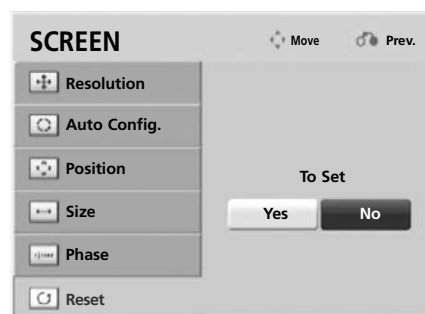 SCREEN
Move
Prev.
Resolution
Auto Config.
Position
Size
Phase
Reset
To Set
Yes
No